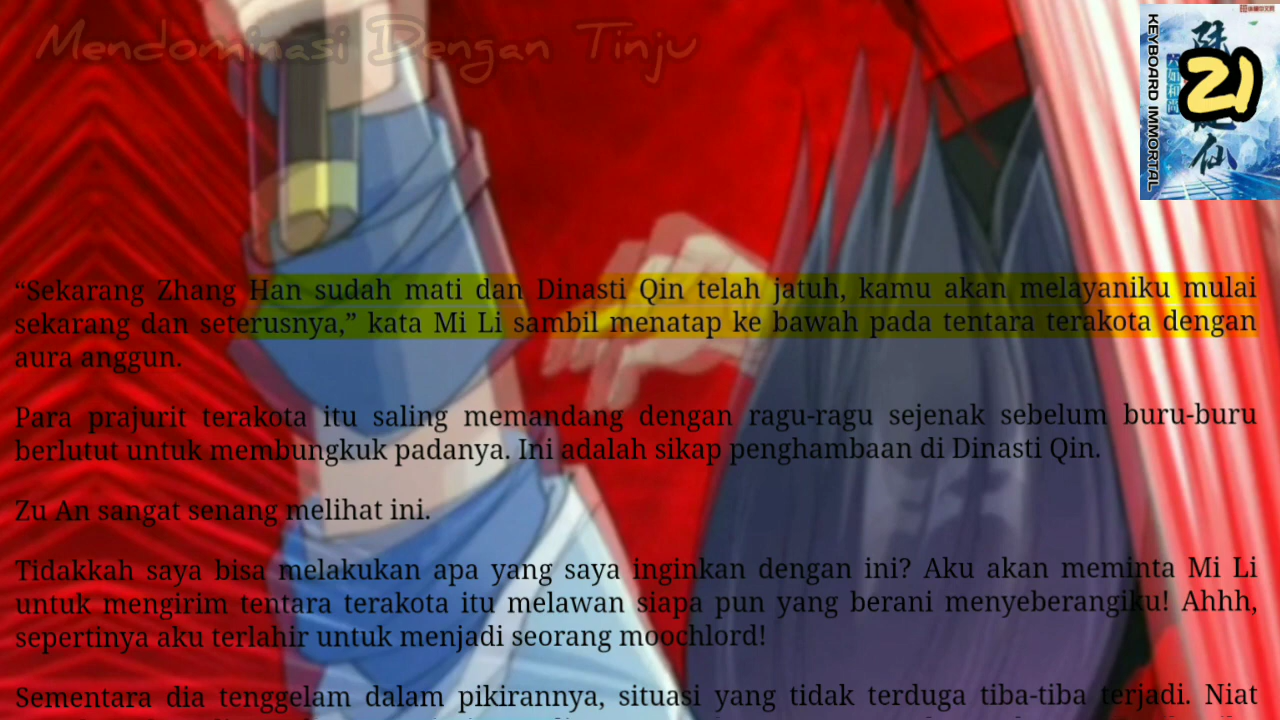 Mendominasi Dengan Tinju
KEYBOARD IMMORTAL
21
“Sekarang Zhang Han sudah mati dan Dinasti Qin telah jatuh, kamu akan melayaniku mulai
sekarang dan seterusnya,” kata Mi Li sambil menatap ke bawah pada tentara terakota dengan
aura anggun.
Para prajurit terakota itu saling memandang dengan ragu-ragu sejenak sebelum buru-buru
berlutut untuk membungkuk padanya. Ini adalah sikap penghambaan di Dinasti Qin.
Zu An sangat senang melihat ini.
Tidakkah saya bisa melakukan apa yang saya inginkan dengan ini? Aku akan meminta Mi Li
untuk mengirim tentara terakota itu melawan siapa pun yang berani menyeberangiku! Ahhh,
sepertinya aku terlahir untuk menjadi seorang moochlord!
Sementara dia tenggelam dalam pikirannya, situasi yang tidak terduga tiba-tiba terjadi. Niat